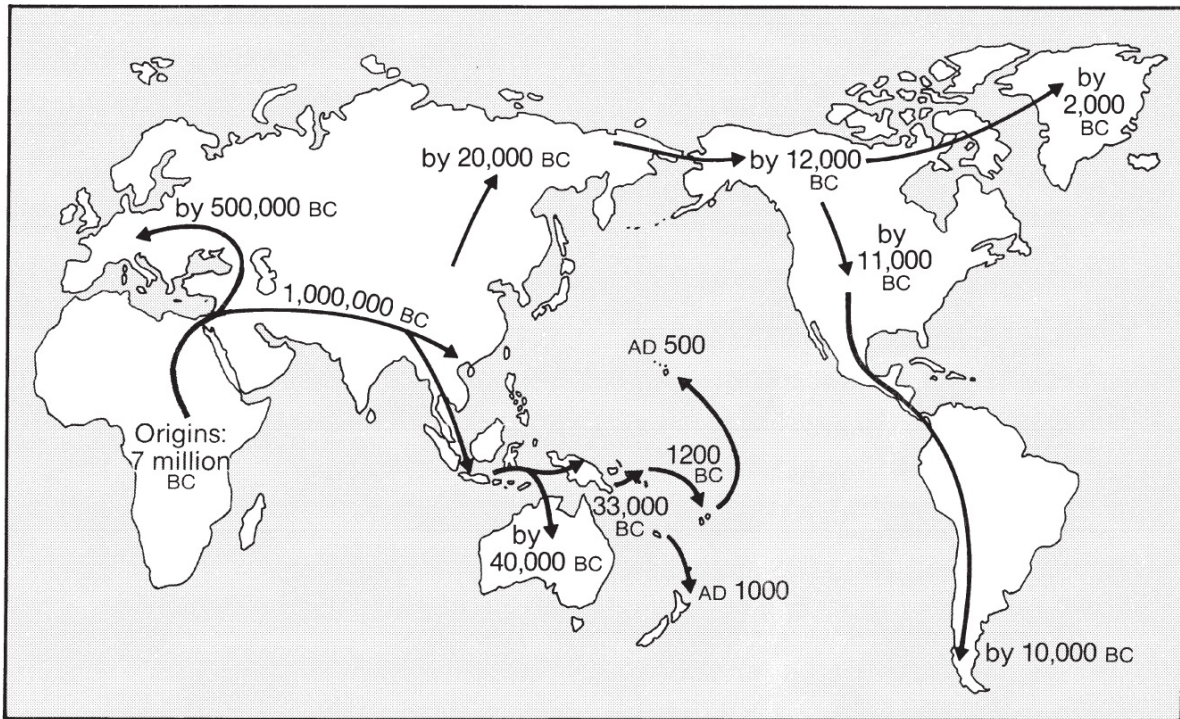 by
2,000
BC
by 20,000 BC
by 12,000
BC
by 500,000 BC
by
11,000
BC
1,000,000 BC
AD 500
Origins:
7 million
BC
1200
BC
33,000
BC
by
40,000 BC
AD 1000
by 10,000 BC